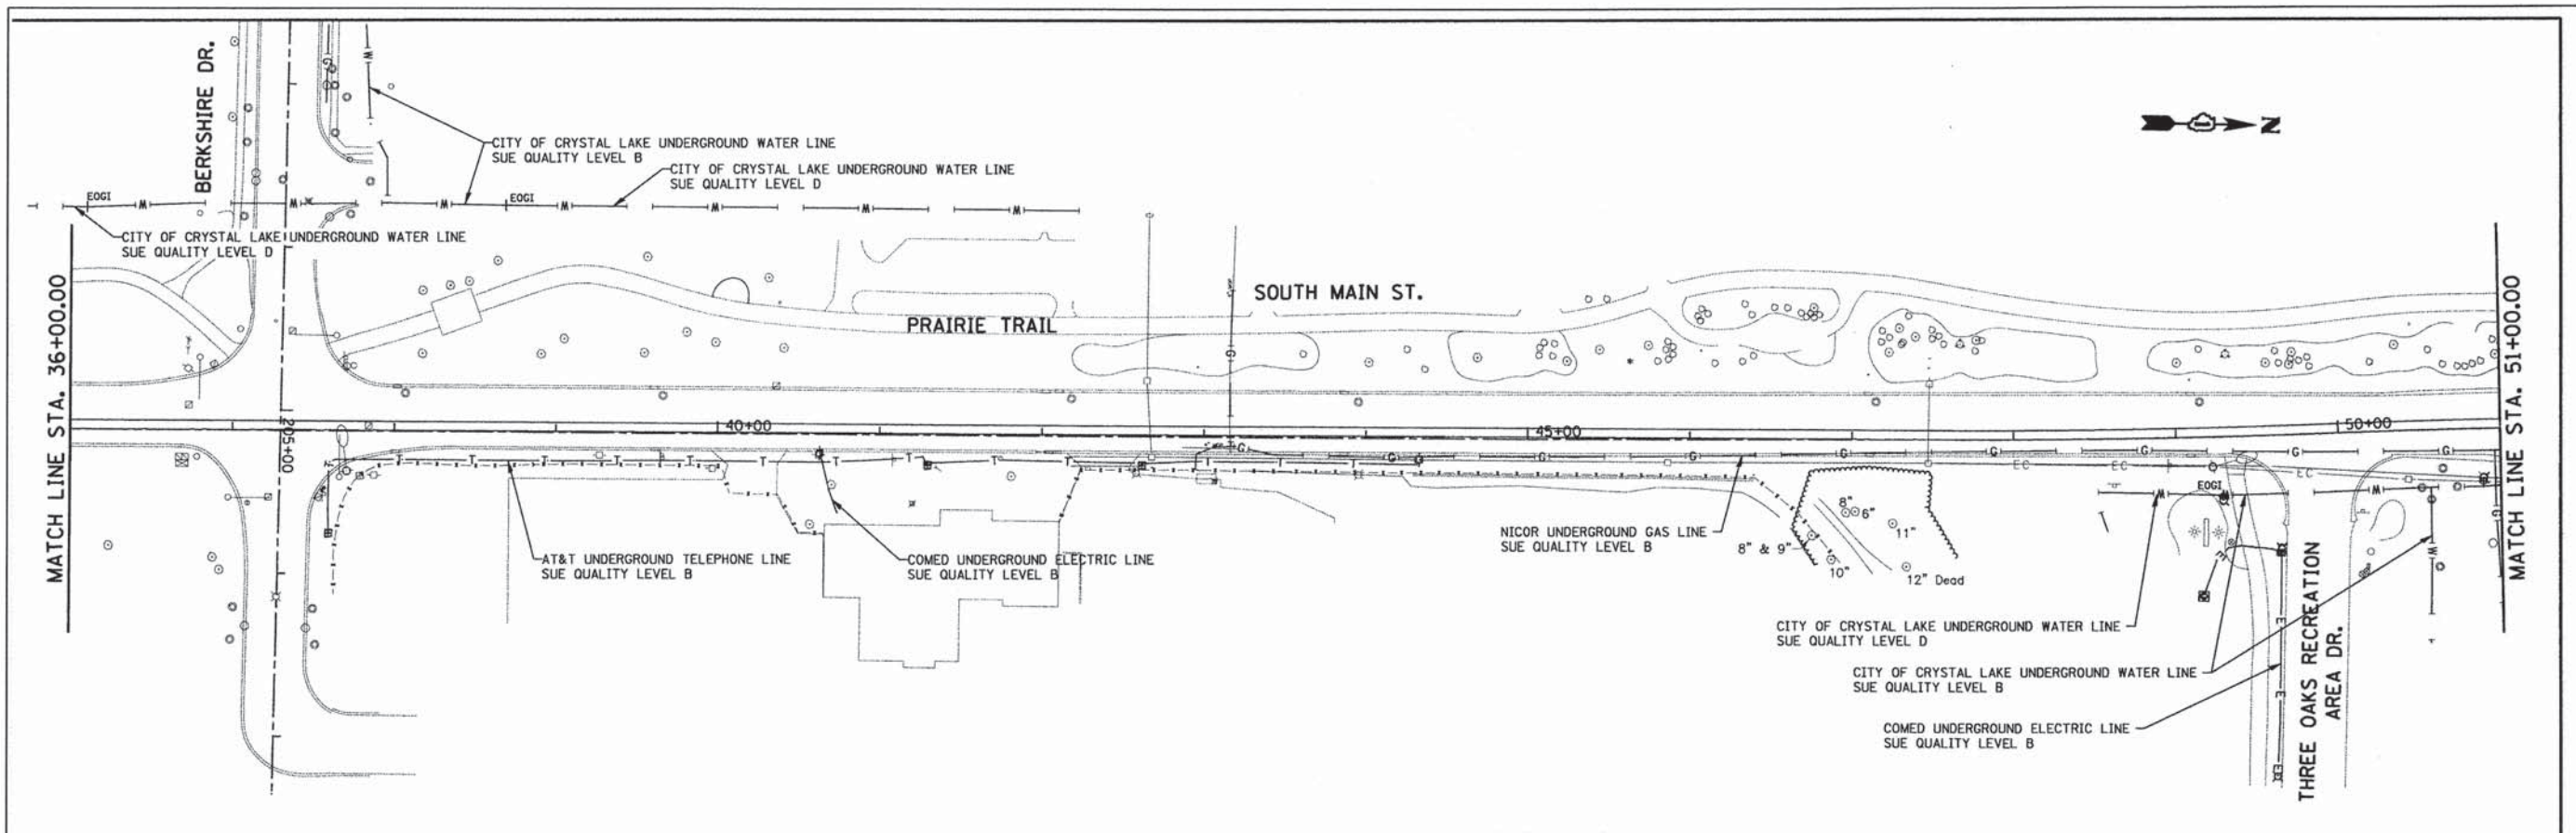 BERKSHIRE DR.
CITY OF CRYSTAL LAKE UNDERGROUND WATER LINE
SUE QUALITY LEVEL B
CITY OF CRYSTAL LAKE UNDERGROUND WATER LINE
SUE QUALITY LEVEL D
N
EOGI
EOGI
CITY OF CRYSTAL LAKE UNDERGROUND WATER LINE
SUE QUALITY LEVEL D
MATCH LINE STA. 36+00.00
SOUTH MAIN ST.
PRAIRIE TRAIL
MATCH LINE STA. 51+00.00
205+00
40+00
45+00
50+00
EC
EC
EC
EOGI
AT&T UNDERGROUND TELEPHONE LINE
SUE QUALITY LEVEL B
COMED UNDERGROUND ELECTRIC LINE
SUE QUALITY LEVEL B
NICOR UNDERGROUND GAS LINE
SUE QUALITY LEVEL B
8"
6"
11"
8" & 9"
10"
12" Dead
CITY OF CRYSTAL LAKE UNDERGROUND WATER LINE
SUE QUALITY LEVEL D
CITY OF CRYSTAL LAKE UNDERGROUND WATER LINE
SUE QUALITY LEVEL B
COMED UNDERGROUND ELECTRIC LINE
SUE QUALITY LEVEL B
THREE OAKS RECREATION
AREA DR.